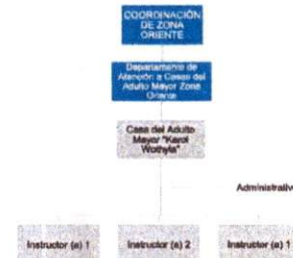 COORDINACIÓN
DE ZONA
ORIENTE
Departamento de
Atención a Casas del
Adulto Mayor Zona
Oriente
Casa del Adulto
Mayor "Karol
Wothyla"
Administrativ
Instructor (a) 1
Instructor (a) 2
Instructor (a) 1